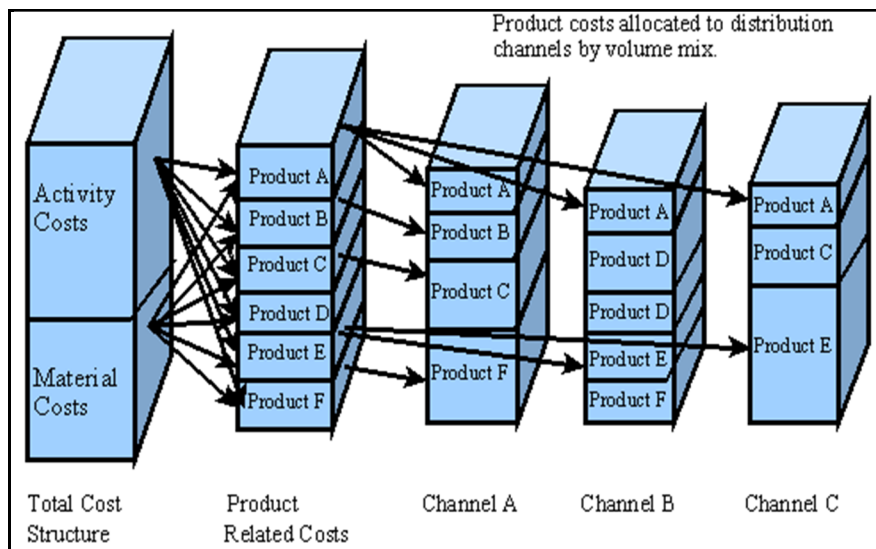 Product costs allocated to distribution
channels by volume mix.
Activity
Costs
Material
Costs
Product A
Product B
Product C
Product D
Product E
Product F
Product A
Product B
Product C
Product F
Product A
Product D
Product D
Product E
Product F
Product A
Product C
Product E
Total Cost
Structure
Product
Related Costs
Channel A
Channel B
Channel C